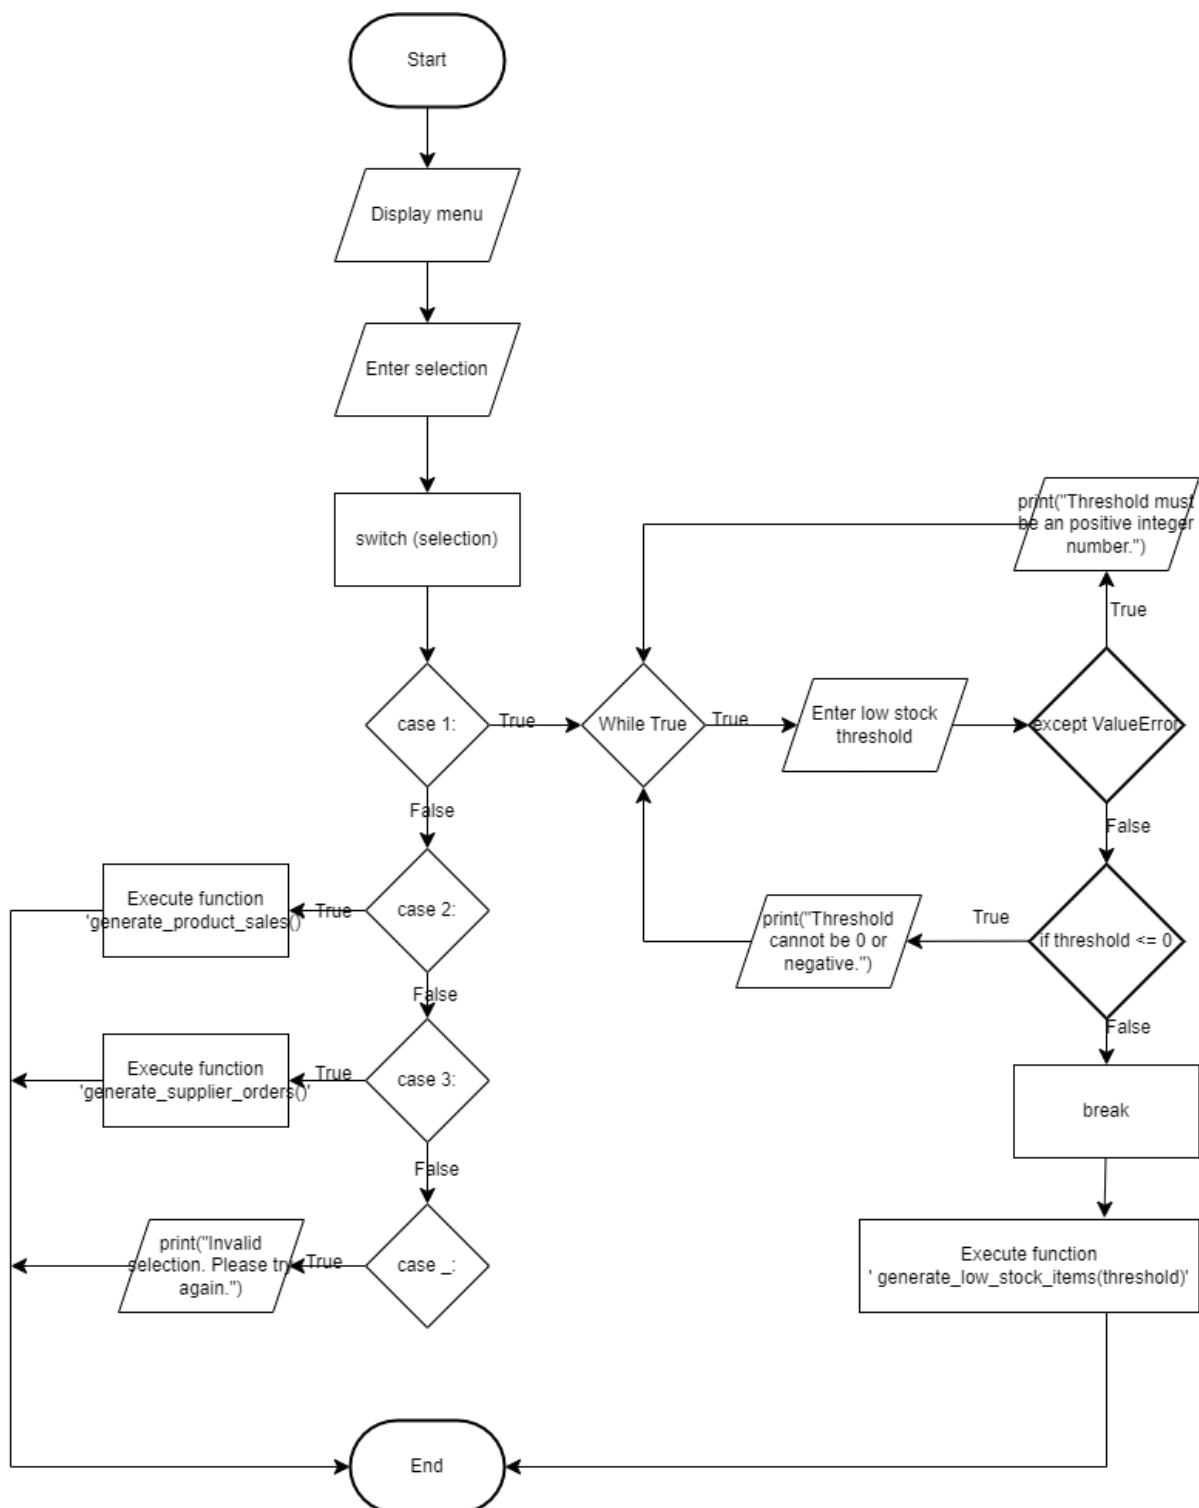 Start
Display menu
Enter selection
switch (selection)
print("Threshold must
be an positive integer
number.")
True
case 1:
True
While True
True
Enter low stock
threshold
except ValueError
False
False
Execute function
'generate_product_sales()
True
case 2:
print("Threshold
cannot be 0 or
negative.")
True
if threshold <= 0
False
False
Execute function
'generate_supplier_orders()'
True
case 3:
break
False
print("Invalid
selection. Please try
again.")
True
case _:
Execute function
' generate_low_stock_items(threshold)'
End